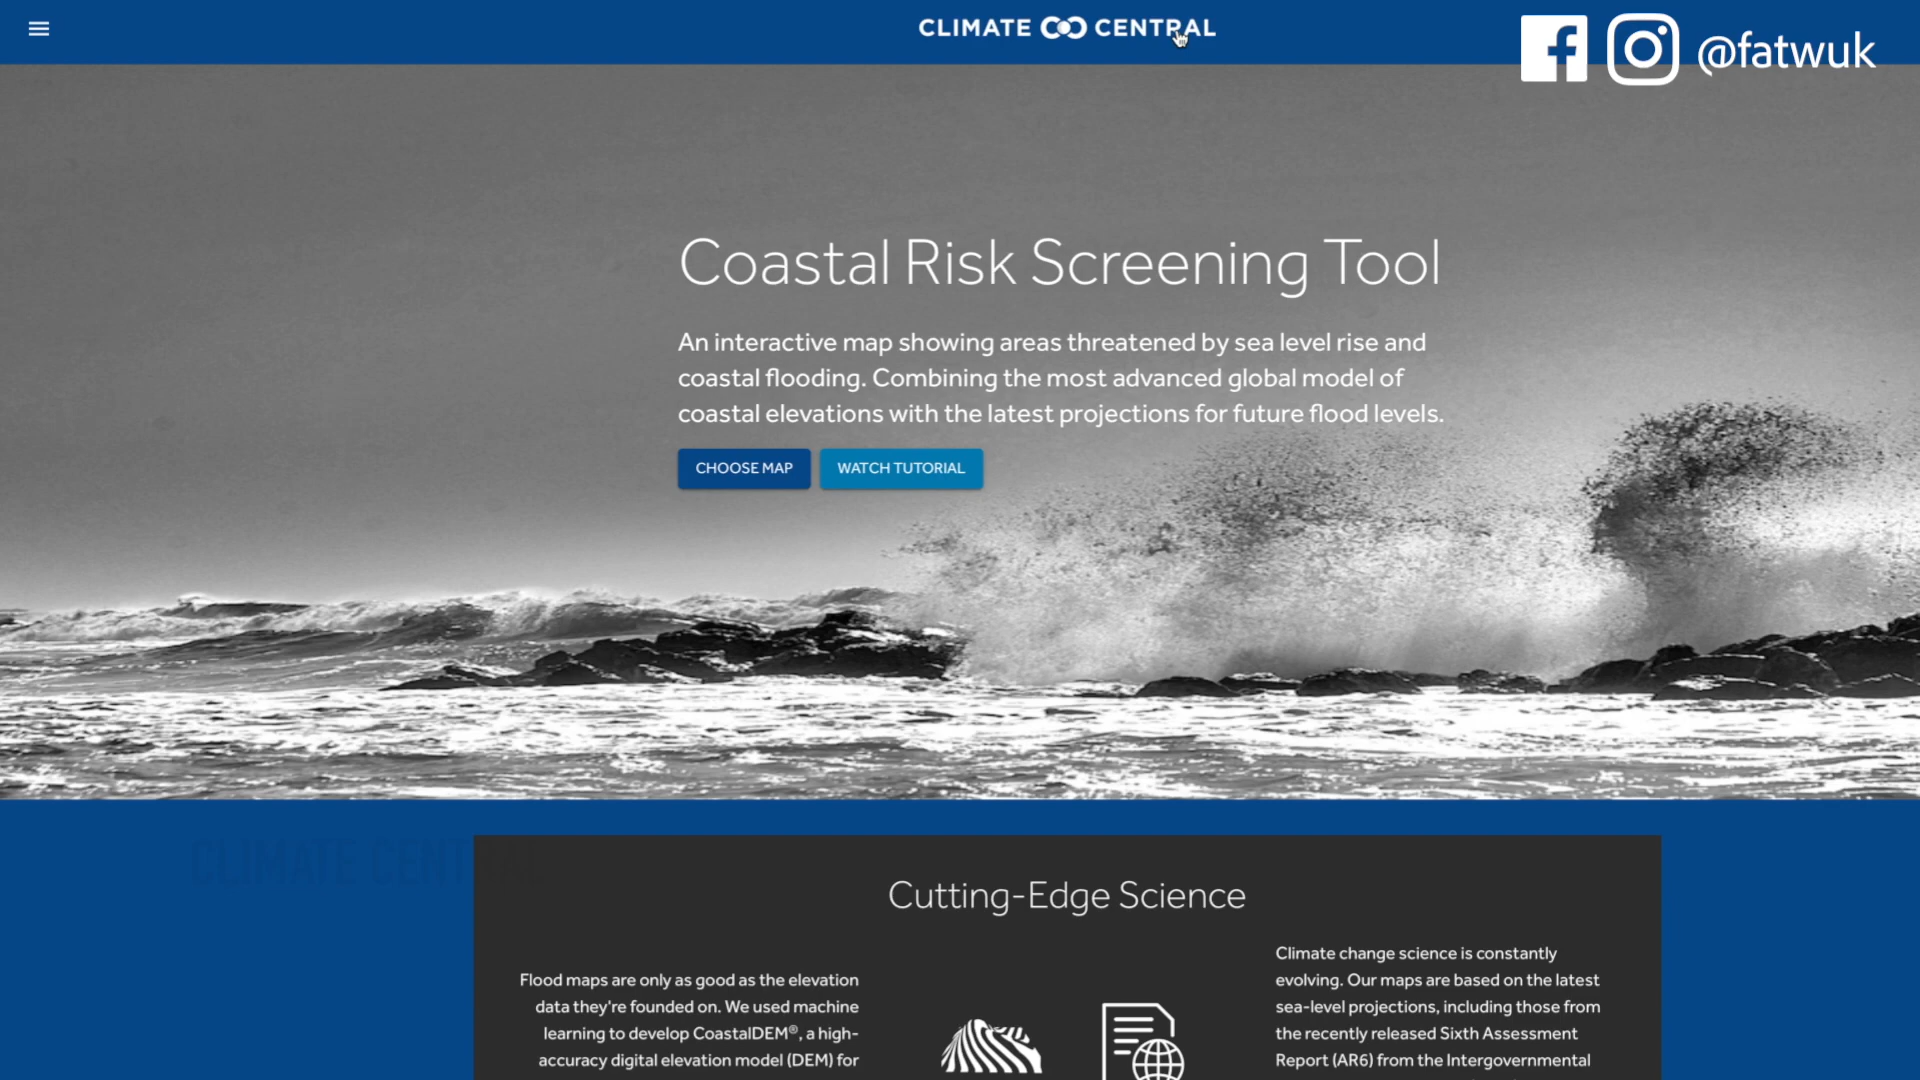 CLIMATE CENTRAL
@fatwuk
Coastal Risk Screening Tool
An interactive map showing areas threatened by sea level rise and
coastal flooding. Combining the most advanced global model of
coastal elevations with the latest projections for future flood levels.
CHOOSE MAP
WATCH TUTORIAL
CLIMATE CENTRAL
Cutting-Edge Science
Flood maps are only as good as the elevation
data they're founded on. We used machine
learning to develop CoastalDEM®, a high-
accuracy digital elevation model (DEM) for
Climate change science is constantly
evolving. Our maps are based on the latest
sea-level projections, including those from
the recently released Sixth Assessment
Report (AR6) from the Intergovernmental